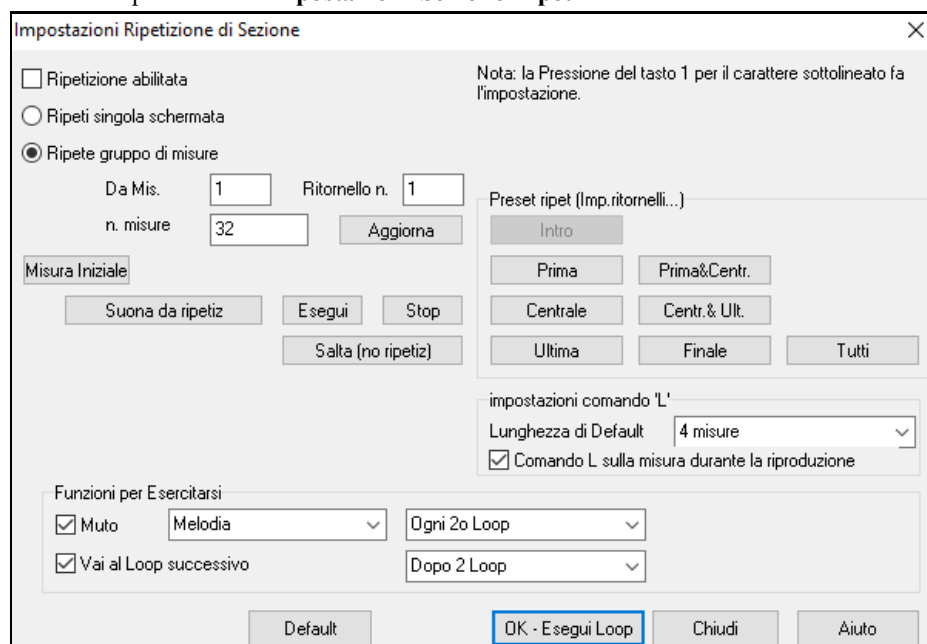 Impostazioni Ripetizione di Sezione
Ripetizione abilitata
Nota: la Pressione del tasto 1 per il carattere sottolineato fa
l'impostazione.
Ripeti singola schermata
Ripete gruppo di misure
Da Mis. 1 Ritornello n. 1
n. misure 32 Aggiorna
Misura Iniziale
Suona da ripetiz Esegui Stop
Salta (no ripetiz)
Preset ripet (Imp.ritornelli...)
Intro
Prima Prima&Centr.
Centrale Centr.& Ult.
Ultima Finale Tutti
impostazioni comando 'L'
Lunghezza di Default 4 misure
Comando L sulla misura durante la riproduzione
Funzioni per Esercitarsi
Muto Melodia Ogni 2o Loop
Vai al Loop successivo Dopo 2 Loop
Default OK - Esegui Loop Chiudi Aiuto